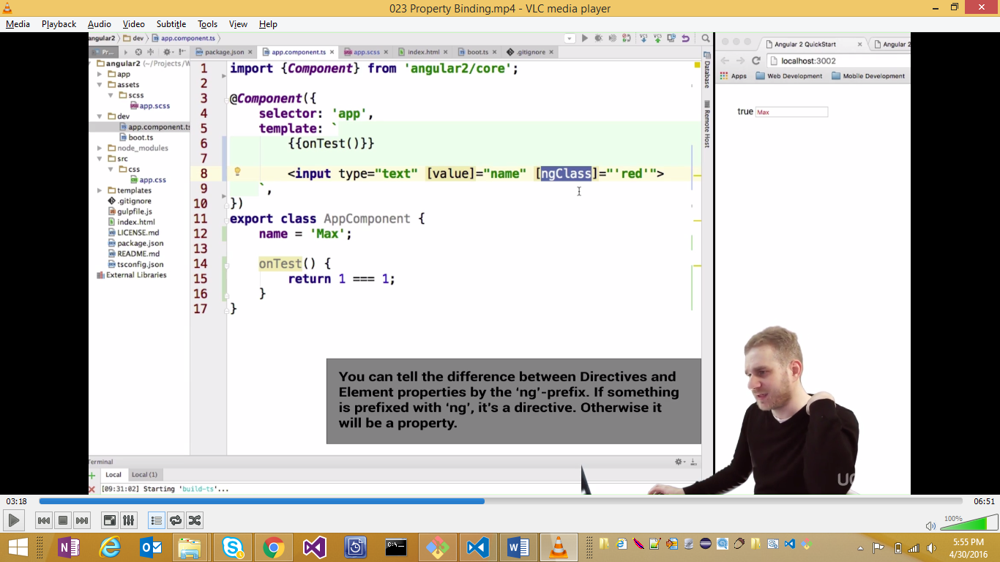 023 Property Binding.mp4 - VLC media player
Media Playback Audio Video Subtitle Tools View Help
angular2 dev app.component.ts
Pr... package.json app.component.ts app.scss index.html boot.ts .gitignore
angular2 (~/Projects/W
app
assets
scss
app.scss
dev
app.component.ts
boot.ts
node_modules
src
css
app.css
templates
.gitignore
gulpfile.js
index.html
LICENSE.md
package.json
README.md
tsconfig.json
External Libraries
1 import {Component} from 'angular2/core';
2
3 @Component({
4 selector: 'app',
5 template: `
6 {{onTest()}}
7
8 <input type="text" [value]="name" [ngClass]="'red'">
9 `,
10 })
11 export class AppComponent {
12 name = 'Max';
13
14 onTest() {
15 return 1 === 1;
16 }
17 }
Database
Remote Host
Angular 2 QuickStart Angular 2
localhost:3002
Apps Web Development Mobile Development
true Max
You can tell the difference between Directives and
Element properties by the ‘ng’-prefix. If something
is prefixed with ‘ng’, it’s a directive. Otherwise it
will be a property.
Terminal
Local Local (1)
[09:31:02] Starting 'build-ts'...
03:18 06:51
100%
5:55 PM
4/30/2016